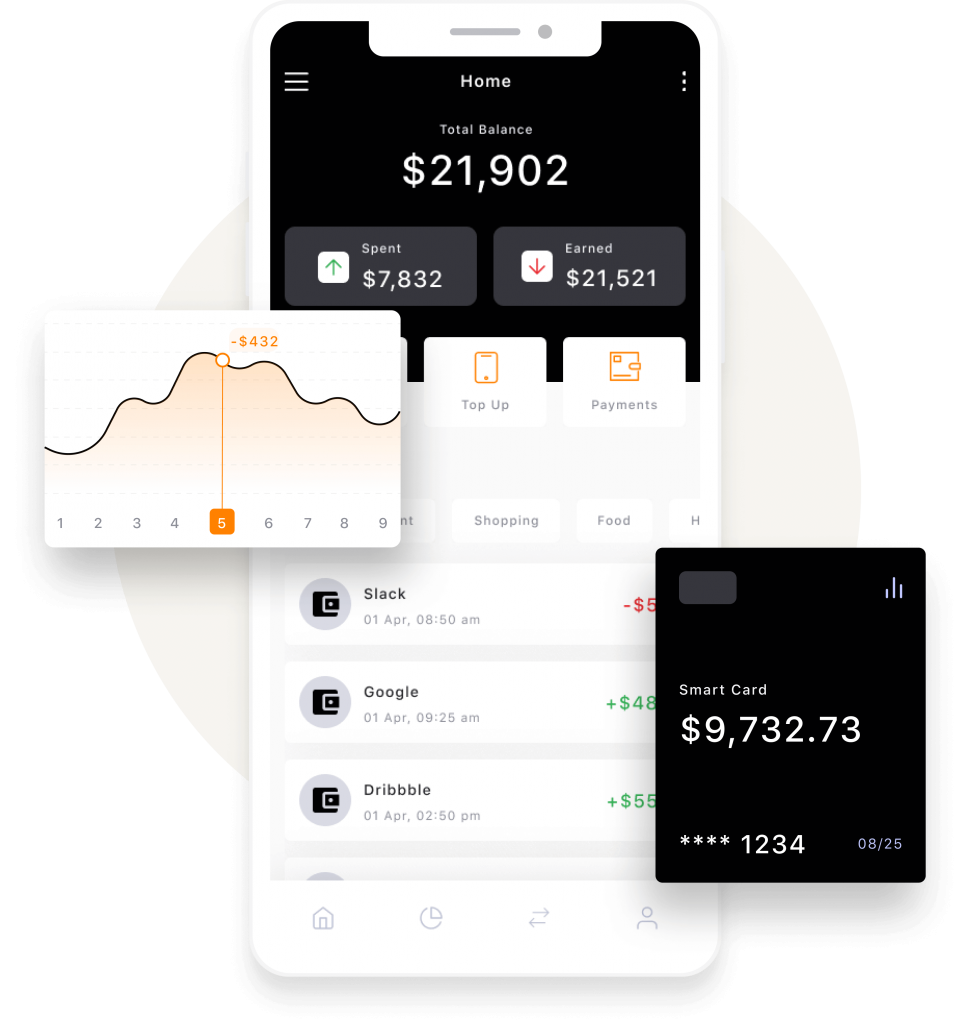 Home
Total Balance
$21,902
Spent
$7,832
Earned
$21,521
-$432
1 2 3 4 5 6 7 8 9
Top Up
Payments
nt
Shopping
Food
H
Slack
01 Apr, 08:50 am
-$5
Google
01 Apr, 09:25 am
+$48
Dribbble
01 Apr, 02:50 pm
+$55
Smart Card
$9,732.73
**** 1234
08/25